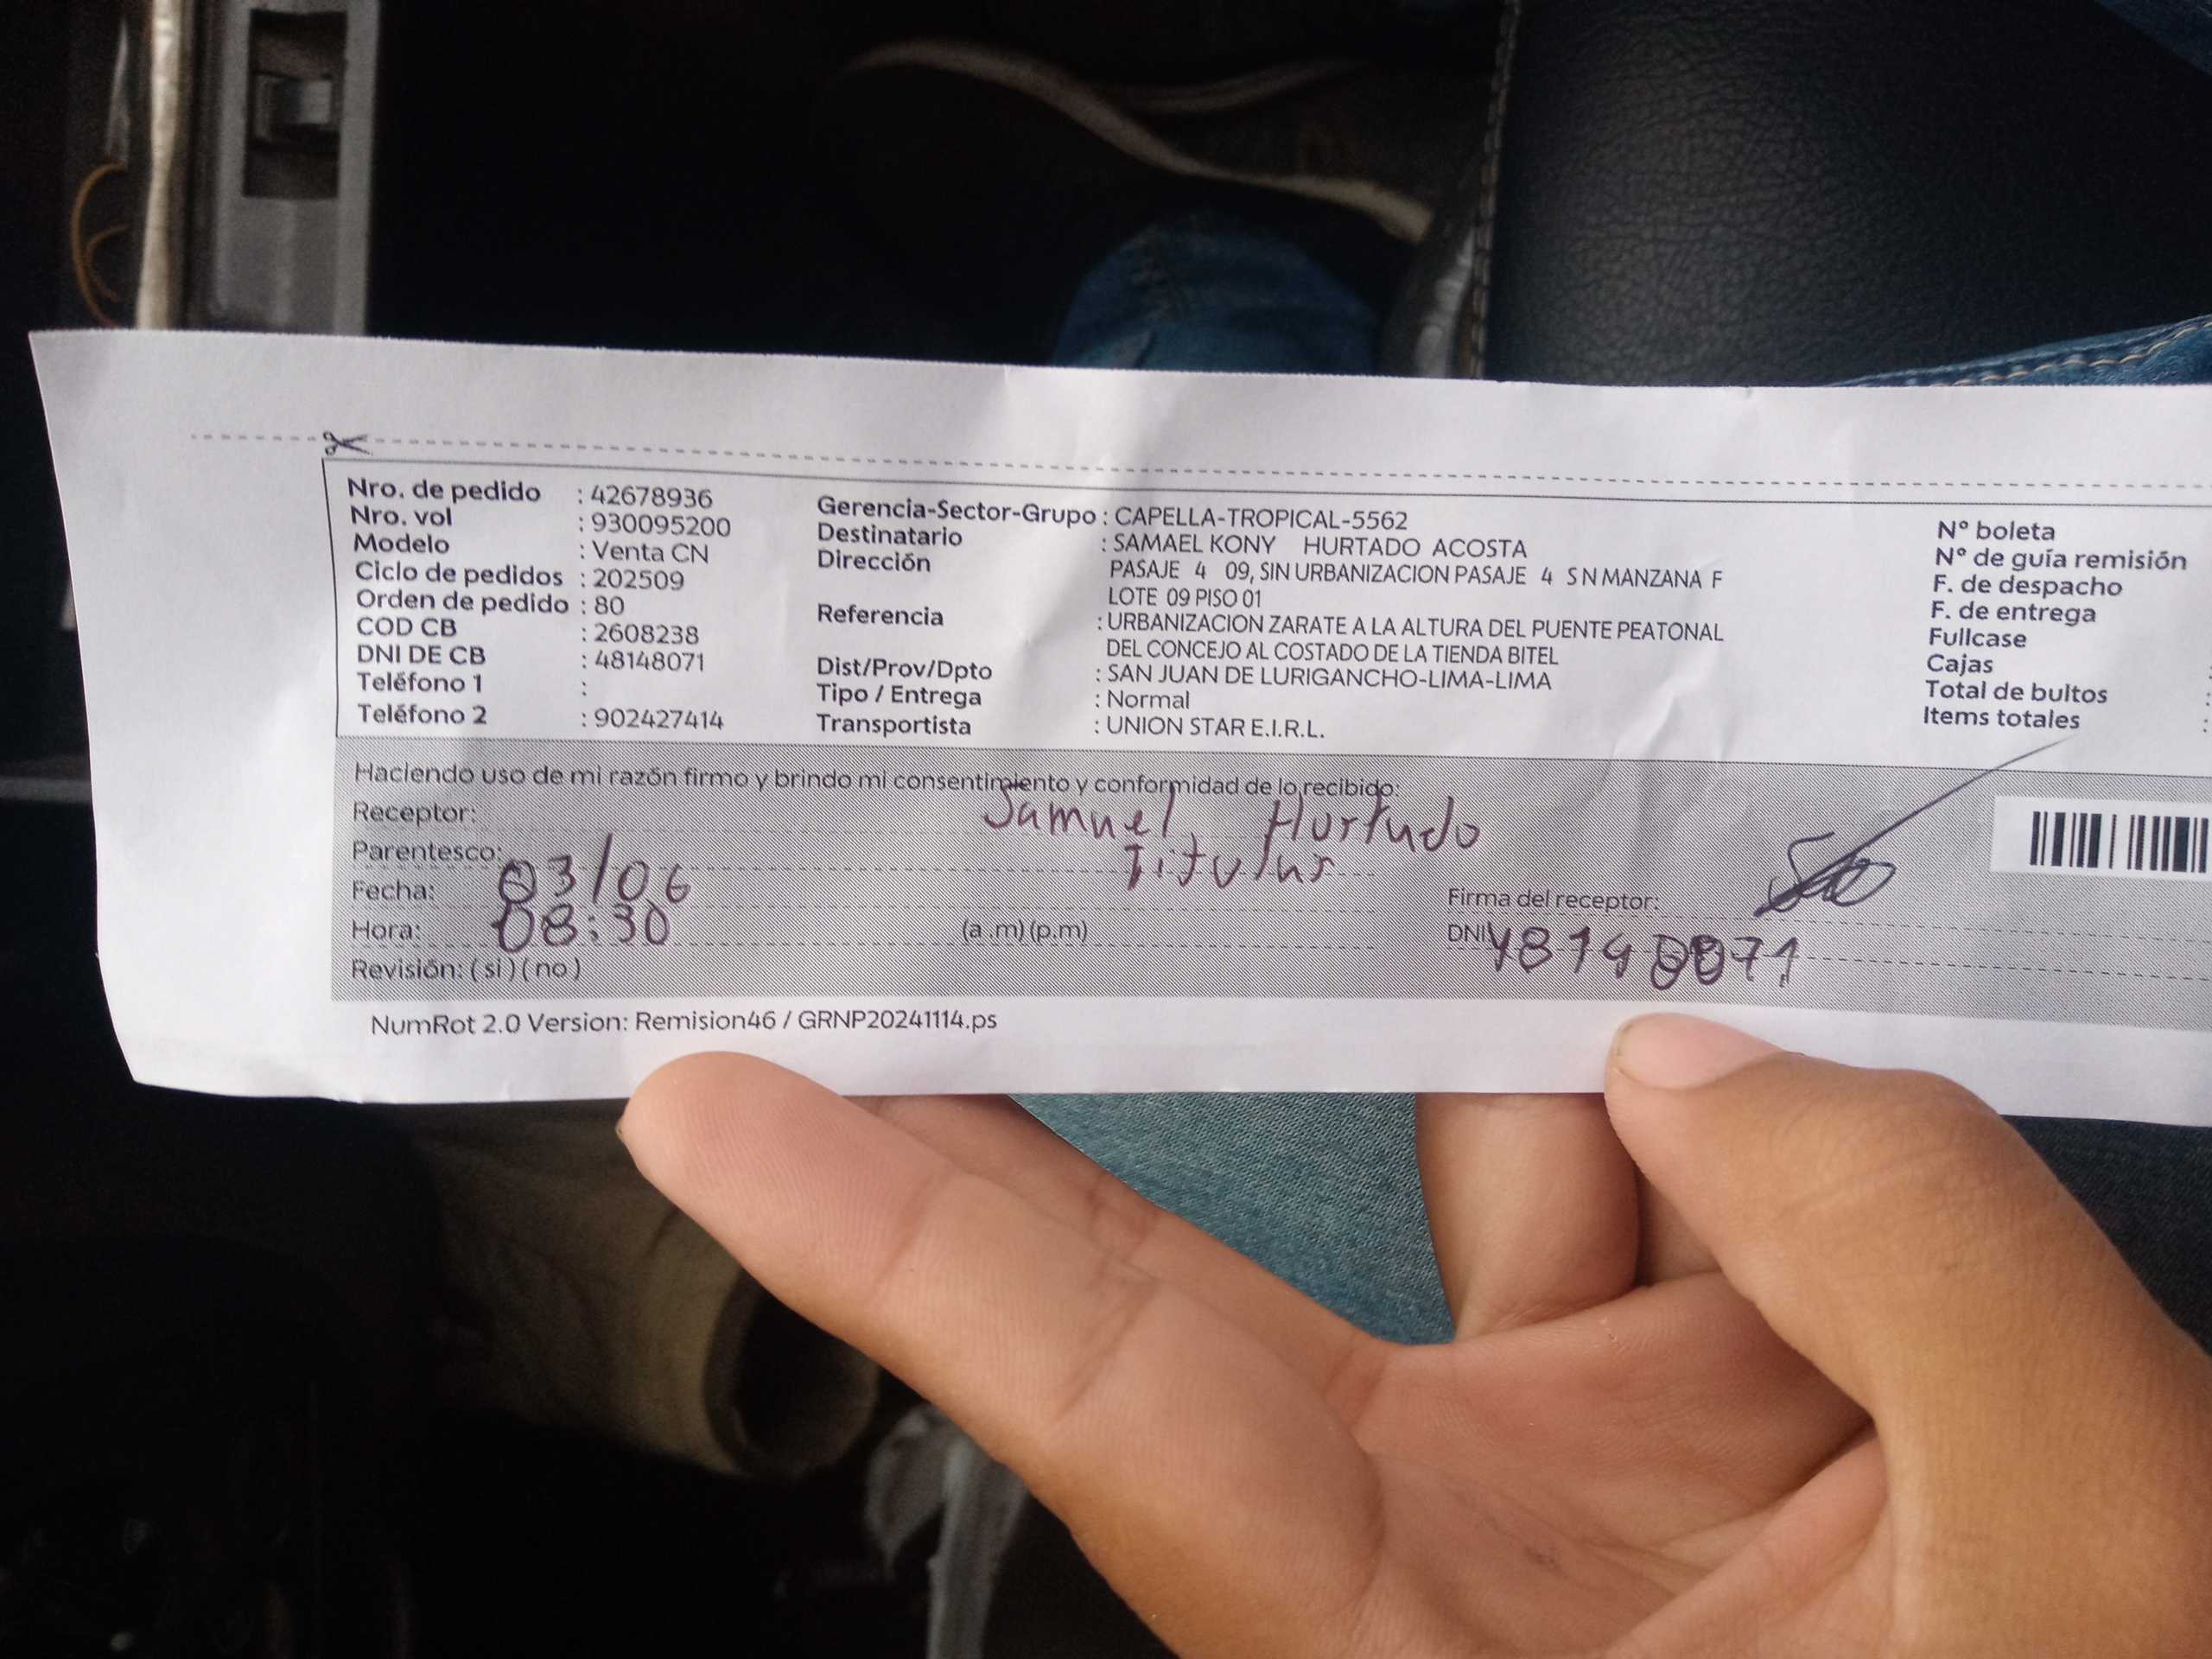 Nro. de pedido : 42678936
Nro. vol : 930095200
Modelo : Venta CN
Ciclo de pedidos : 202509
Orden de pedido : 80
COD CB : 2608238
DNI DE CB : 48148071
Teléfono 1 :
Teléfono 2 : 902427414
Gerencia-Sector-Grupo : CAPELLA-TROPICAL-5562
Destinatario : SAMAEL KONY HURTADO ACOSTA
Dirección PASAJE 4 09, SIN URBANIZACION PASAJE 4 S N MANZANA F
LOTE 09 PISO 01
Referencia : URBANIZACION ZARATE A LA ALTURA DEL PUENTE PEATONAL
DEL CONCEJO AL COSTADO DE LA TIENDA BITEL
Dist/Prov/Dpto : SAN JUAN DE LURIGANCHO-LIMA-LIMA
Tipo / Entrega : Normal
Transportista : UNION STAR E.I.R.L.
N° boleta
N° de guía remisión
F. de despacho
F. de entrega
Fullcase
Cajas :
Total de bultos :
Items totales :
Haciendo uso de mi razón firmo y brindo mi consentimiento y conformidad de lo recibido:
Receptor: Samuel Hurtado
Parentesco: Titular
Fecha: 03/06
Hora: 08:30 (a .m) (p.m)
Revisión: ( si ) ( no )
Firma del receptor:
DNI 48148071
NumRot 2.0 Version: Remision46 / GRNP20241114.ps